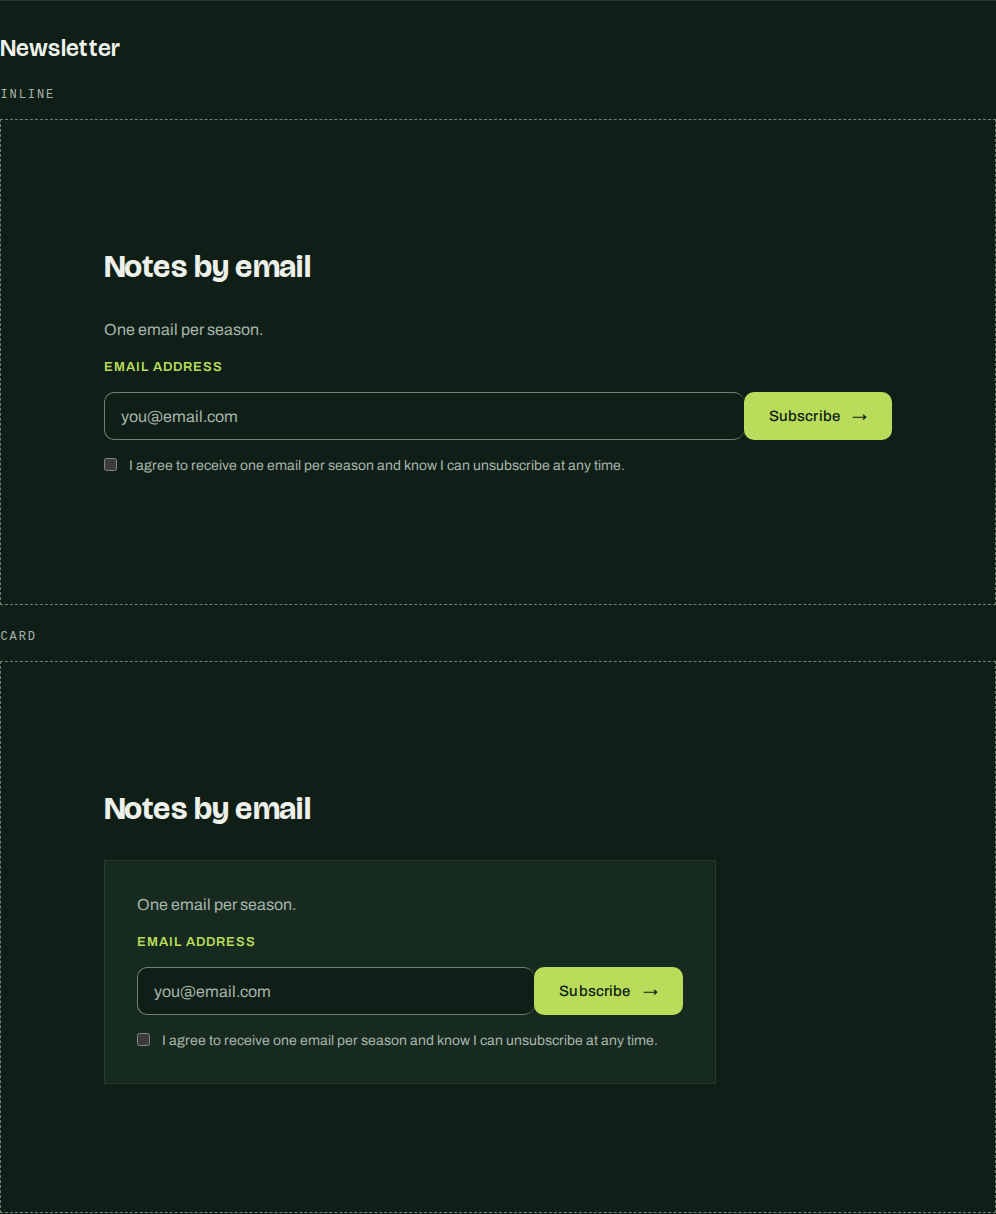 Newsletter
INLINE
Notes by email
One email per season.
EMAIL ADDRESS
you@email.com
Subscribe →
I agree to receive one email per season and know I can unsubscribe at any time.
CARD
Notes by email
One email per season.
EMAIL ADDRESS
you@email.com
Subscribe →
I agree to receive one email per season and know I can unsubscribe at any time.